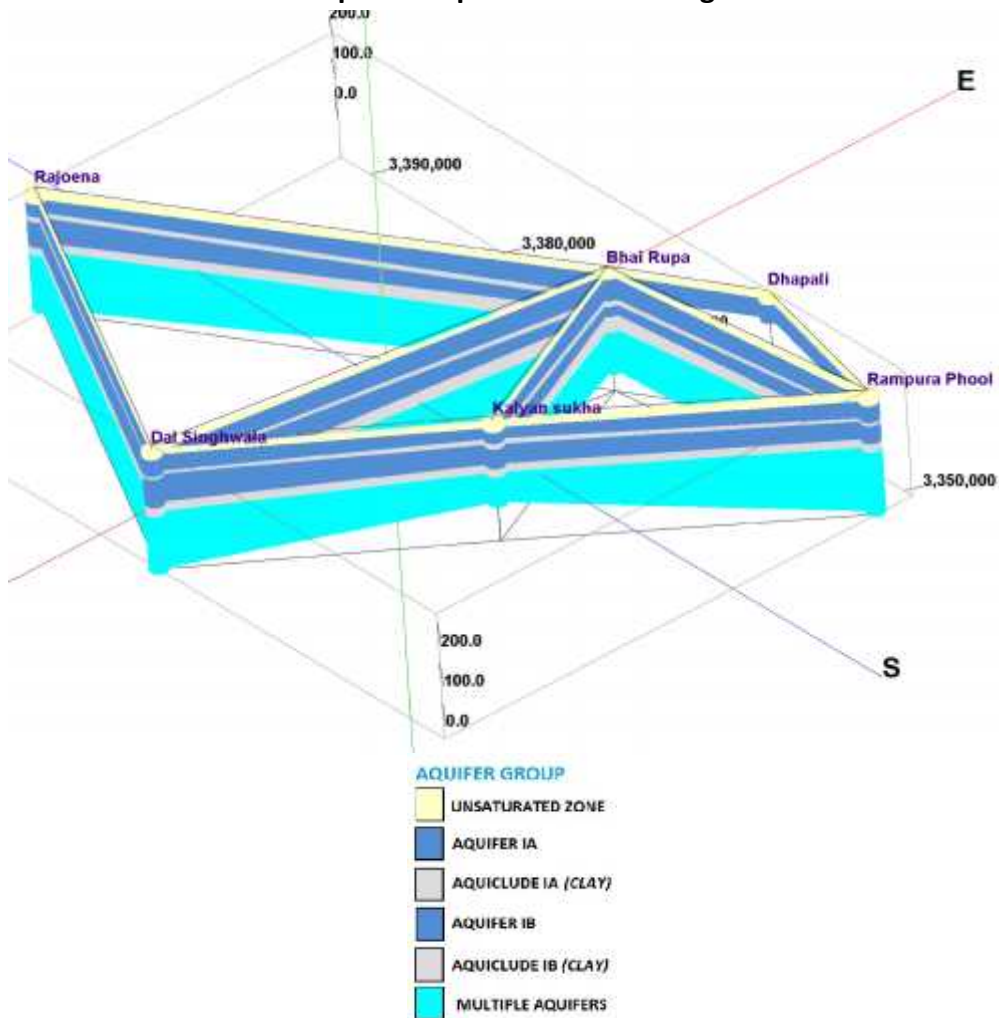 200.0
100.0
0.0
E
3,390,000
Rajoena
3,380,000
Bhai Rupa
Dhapali
Rampura Phool
Kalyan sukha
Dal Singhwala
3,350,000
200.0
100.0
0.0
S
AQUIFER GROUP
UNSATURATED ZONE
AQUIFER IA
AQUICLUDE IA (CLAY)
AQUIFER IB
AQUICLUDE IB (CLAY)
MULTIPLE AQUIFERS